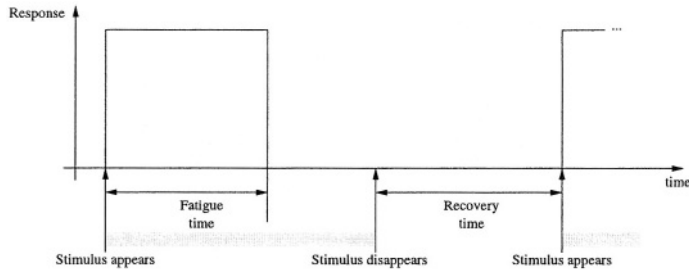 Response
...
time
Fatigue
time
Recovery
time
Stimulus appears
Stimulus disappears
Stimulus appears